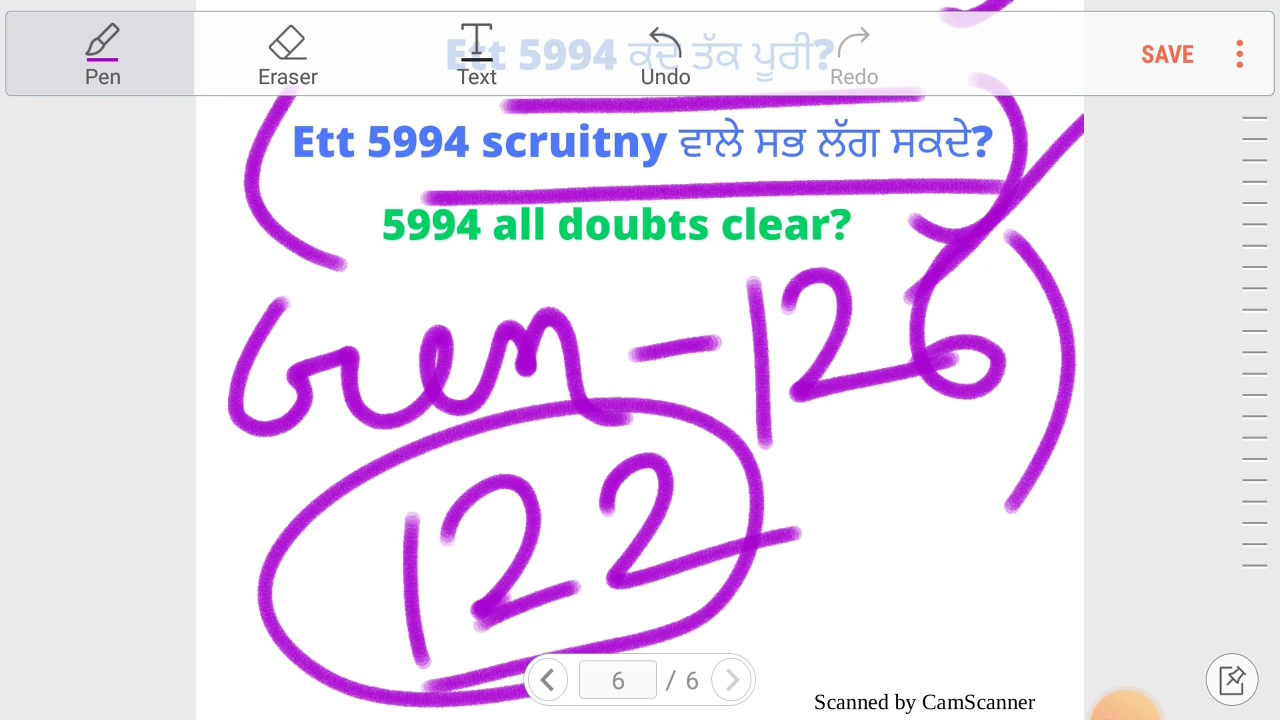 Ett 5994 ਕਦੋ ਤੱਕ ਪੂਰੀ?
Pen
Eraser
Text
Undo
Redo
SAVE
Ett 5994 scruitny ਵਾਲੇ ਸਭ ਲੱਗ ਸਕਦੇ?
5994 all doubts clear?
Gen - 126
122
6 / 6
Scanned by CamScanner